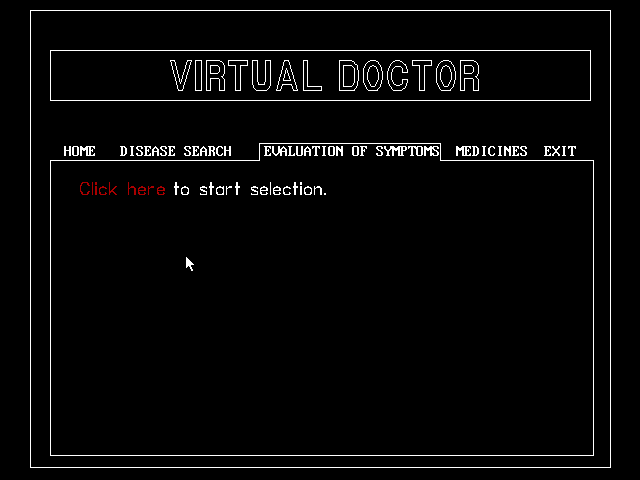 VIRTUAL DOCTOR
HOME DISEASE SEARCH EVALUATION OF SYMPTOMS MEDICINES EXIT
Click here to start selection.